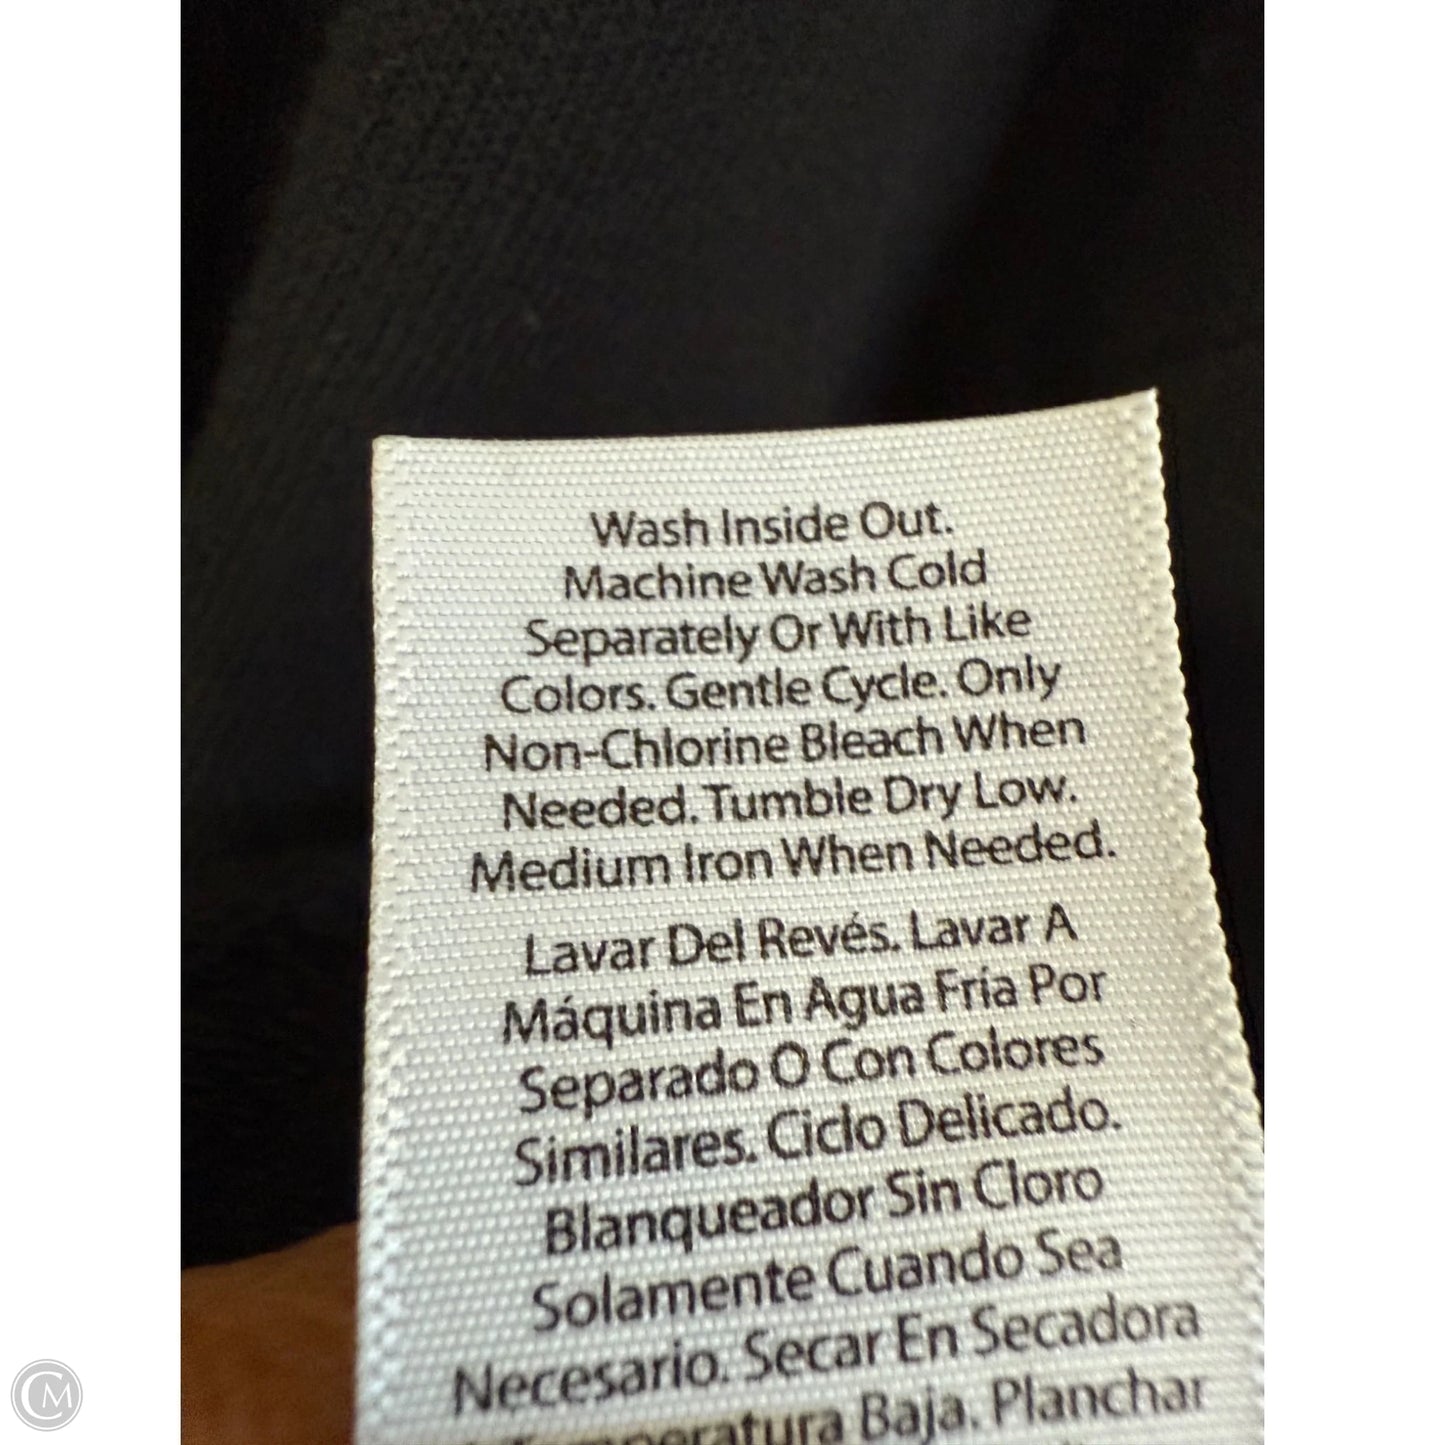 Wash Inside Out.
Machine Wash Cold
Separately Or With Like
Colors. Gentle Cycle. Only
Non-Chlorine Bleach When
Needed. Tumble Dry Low.
Medium Iron When Needed.
Lavar Del Revés. Lavar A
Máquina En Agua Fría Por
Separado O Con Colores
Similares. Ciclo Delicado.
Blanqueador Sin Cloro
Solamente Cuando Sea
Necesario. Secar En Secadora
Temperatura Baja. Planchar
CM